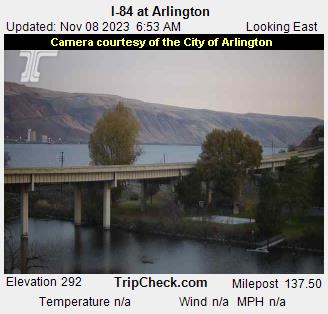 I-84 at Arlington
Updated: Nov 08 2023 6:53 AM Looking East
Camera courtesy of the City of Arlington
Elevation 292 TripCheck.com Milepost 137.50
Temperature n/a Wind n/a MPH n/a